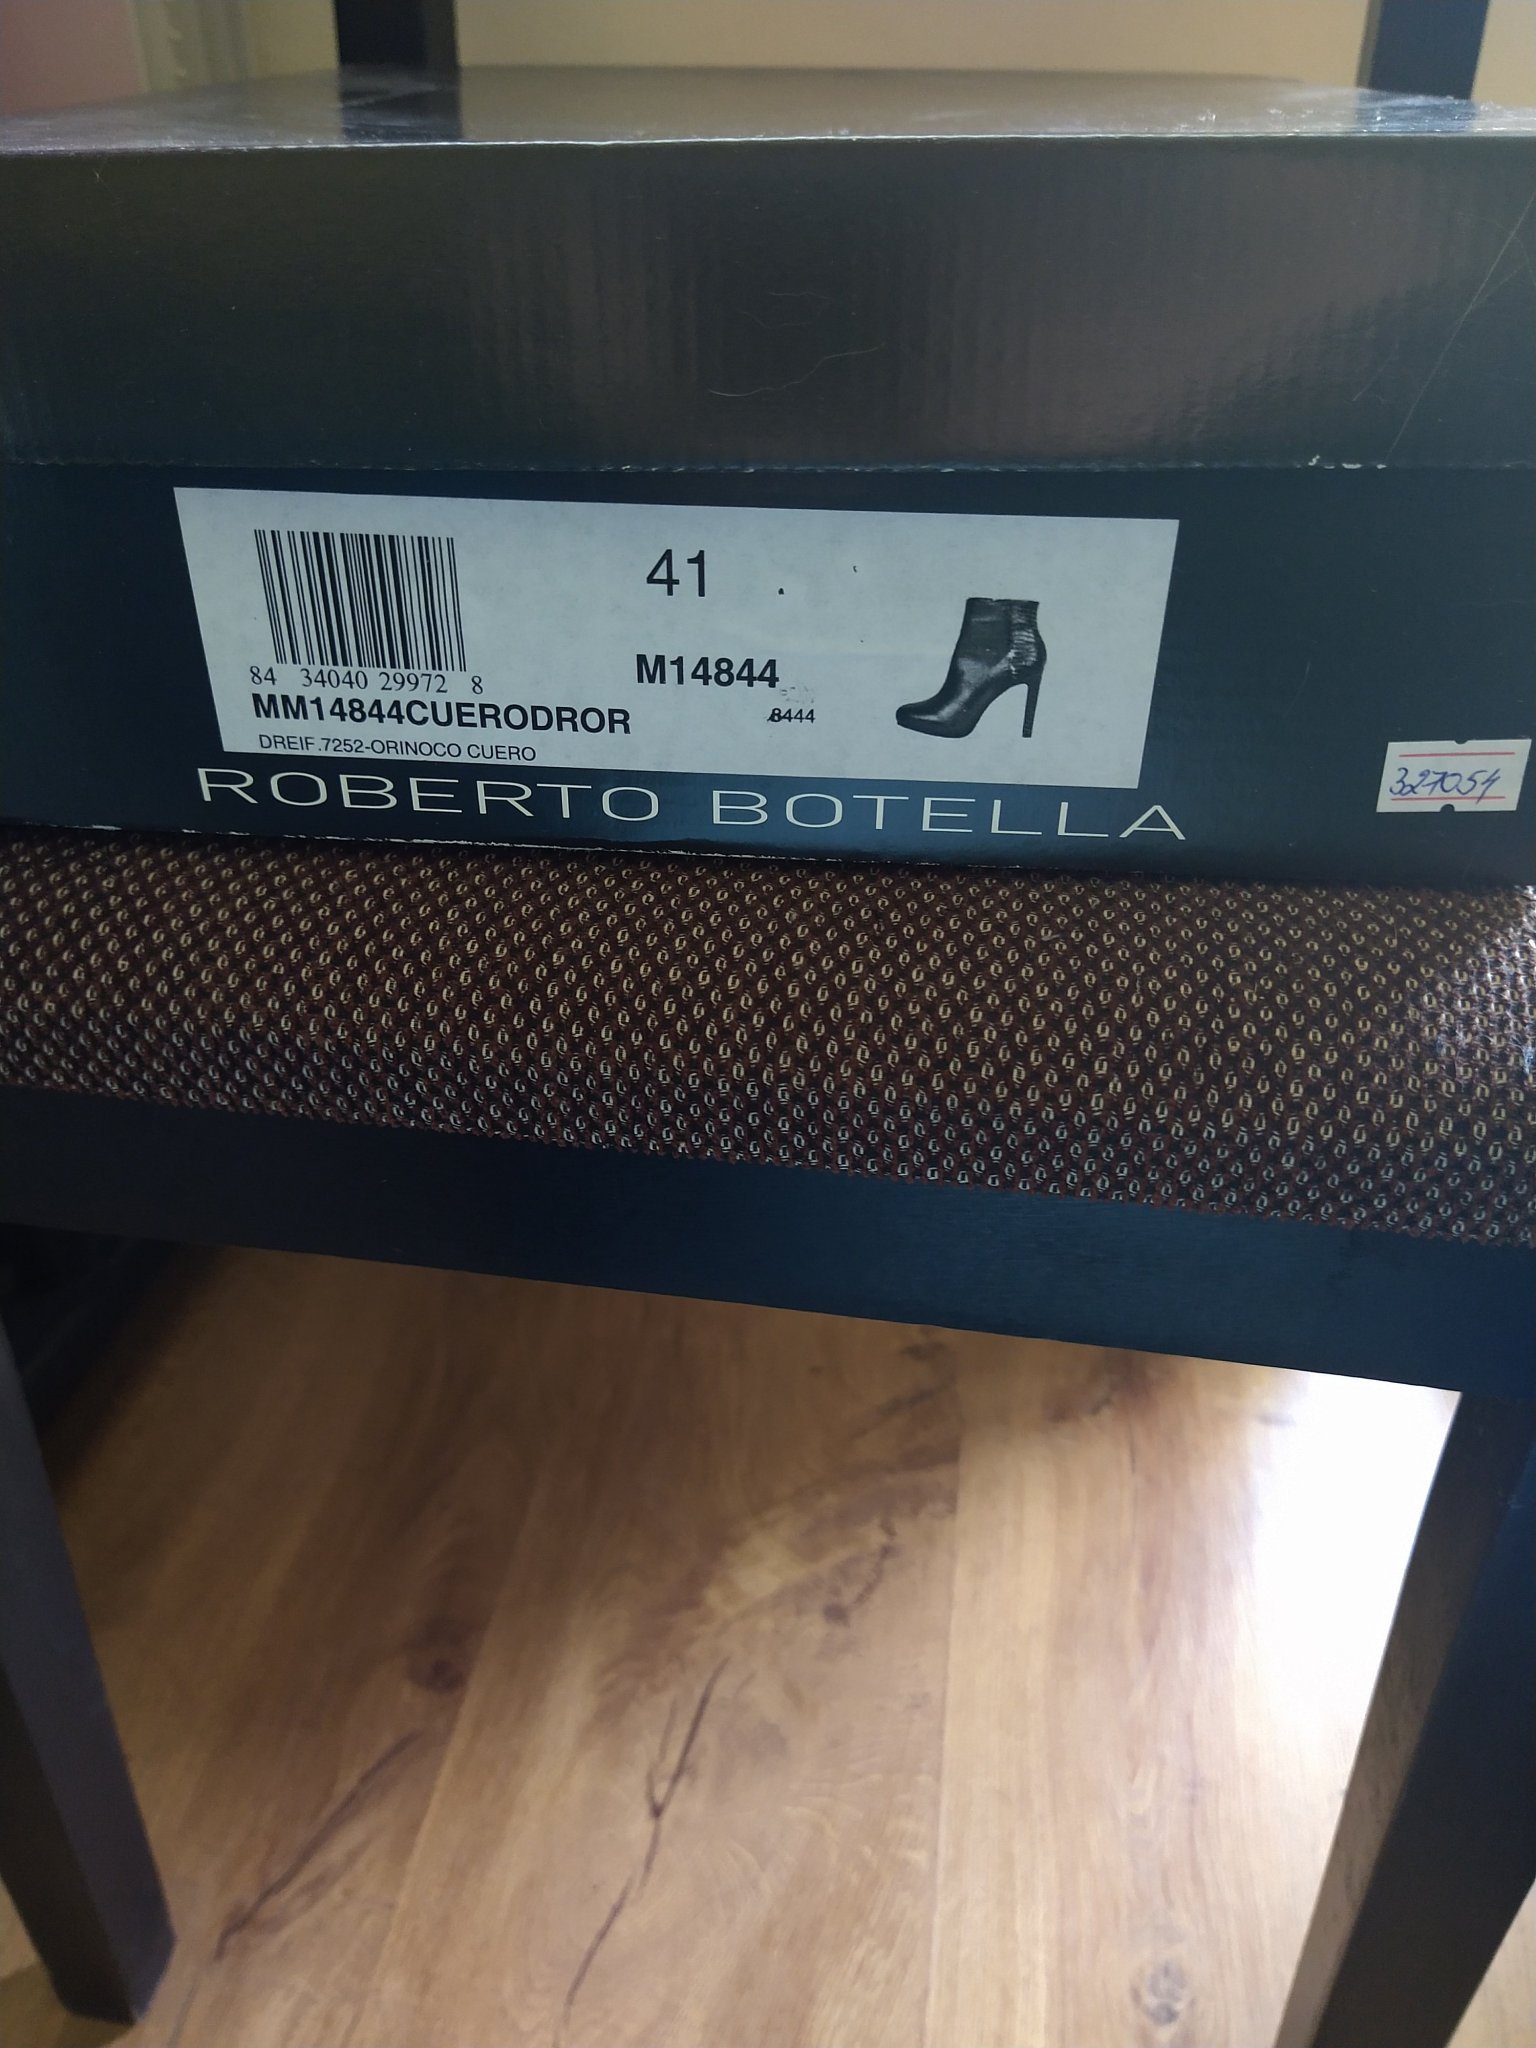 41
84 34040 29972 8
M14844
MM14844CUERODROR
8444
DREIF.7252-ORINOCO CUERO
ROBERTO BOTELLA
327054